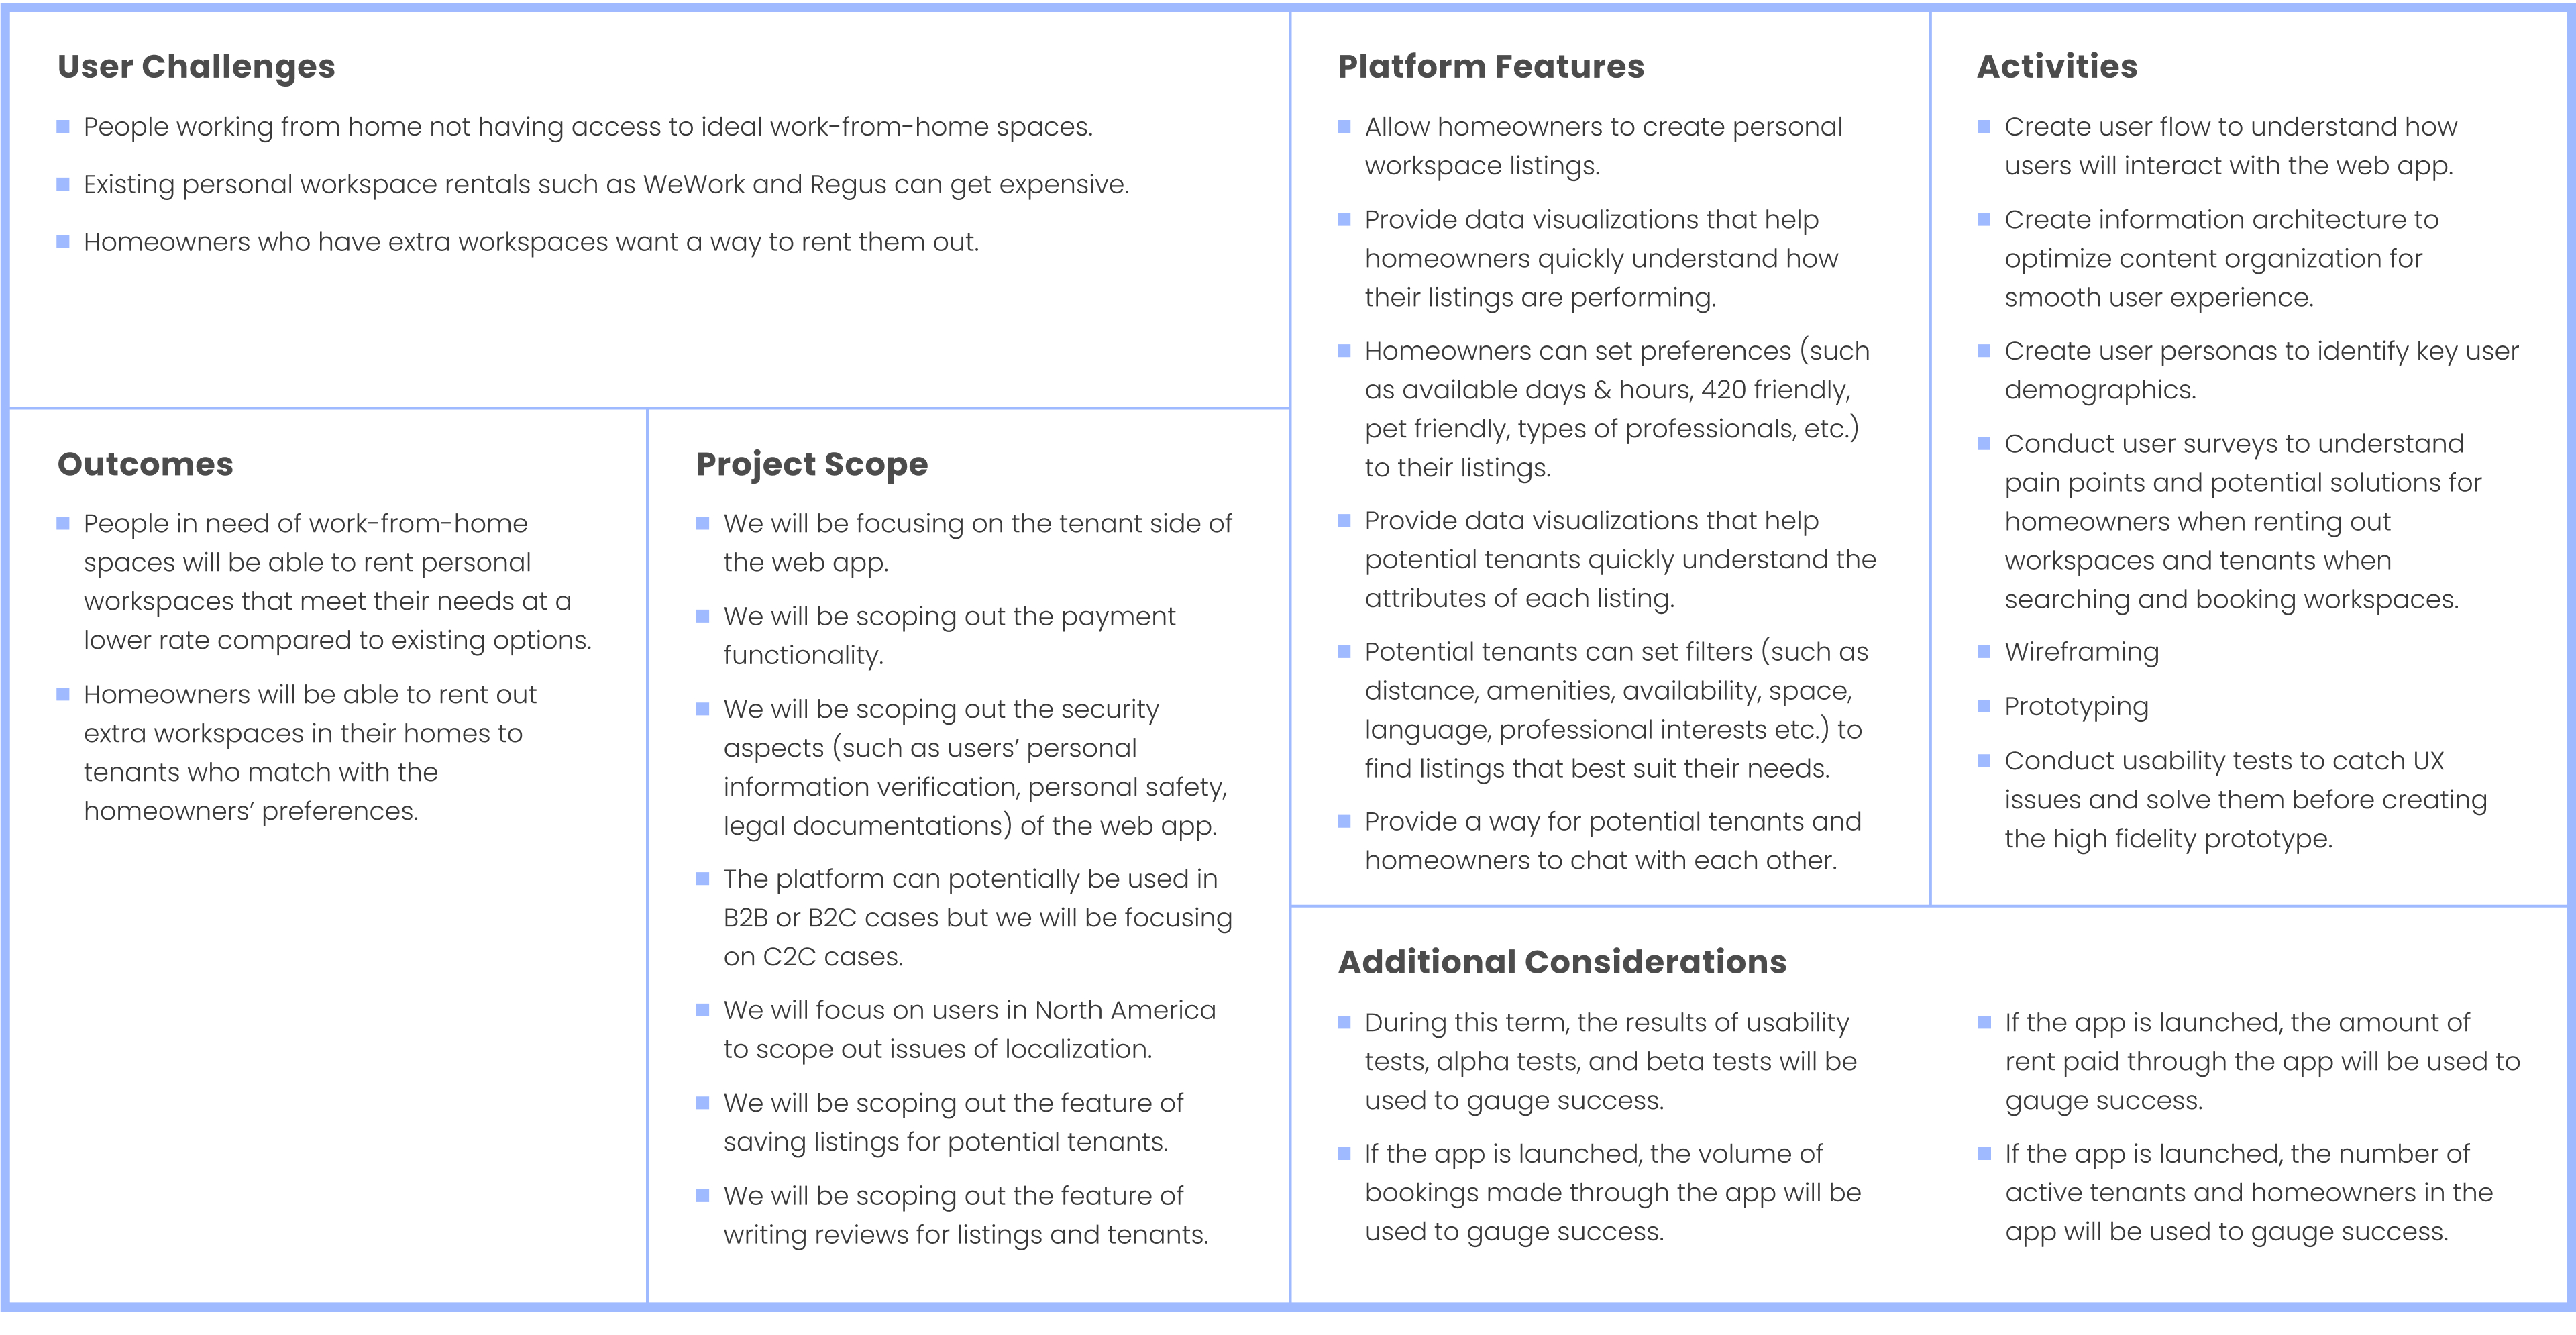 User Challenges
People working from home not having access to ideal work-from-home spaces.
Existing personal workspace rentals such as WeWork and Regus can get expensive.
Homeowners who have extra workspaces want a way to rent them out.
Outcomes
People in need of work-from-home
spaces will be able to rent personal
workspaces that meet their needs at a
lower rate compared to existing options.
Homeowners will be able to rent out
extra workspaces in their homes to
tenants who match with the
homeowners’ preferences.
Project Scope
We will be focusing on the tenant side of
the web app.
We will be scoping out the payment
functionality.
We will be scoping out the security
aspects (such as users’ personal
information verification, personal safety,
legal documentations) of the web app.
The platform can potentially be used in
B2B or B2C cases but we will be focusing
on C2C cases.
We will focus on users in North America
to scope out issues of localization.
We will be scoping out the feature of
saving listings for potential tenants.
We will be scoping out the feature of
writing reviews for listings and tenants.
Platform Features
Allow homeowners to create personal
workspace listings.
Provide data visualizations that help
homeowners quickly understand how
their listings are performing.
Homeowners can set preferences (such
as available days & hours, 420 friendly,
pet friendly, types of professionals, etc.)
to their listings.
Provide data visualizations that help
potential tenants quickly understand the
attributes of each listing.
Potential tenants can set filters (such as
distance, amenities, availability, space,
language, professional interests etc.) to
find listings that best suit their needs.
Provide a way for potential tenants and
homeowners to chat with each other.
Activities
Create user flow to understand how
users will interact with the web app.
Create information architecture to
optimize content organization for
smooth user experience.
Create user personas to identify key user
demographics.
Conduct user surveys to understand
pain points and potential solutions for
homeowners when renting out
workspaces and tenants when
searching and booking workspaces.
Wireframing
Prototyping
Conduct usability tests to catch UX
issues and solve them before creating
the high fidelity prototype.
Additional Considerations
During this term, the results of usability
tests, alpha tests, and beta tests will be
used to gauge success.
If the app is launched, the volume of
bookings made through the app will be
used to gauge success.
If the app is launched, the amount of
rent paid through the app will be used to
gauge success.
If the app is launched, the number of
active tenants and homeowners in the
app will be used to gauge success.